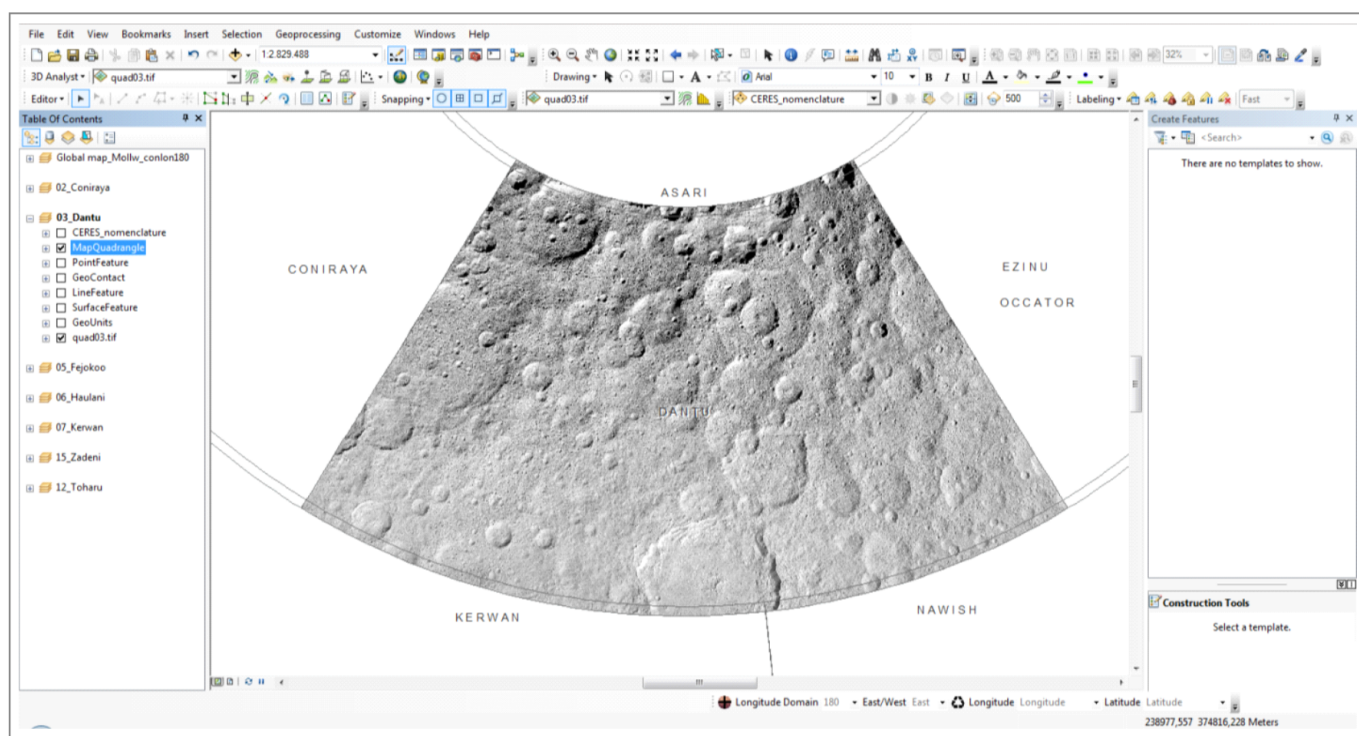 File Edit View Bookmarks Insert Selection Geoprocessing Customize Windows Help
1:2.829.488 32%
3D Analyst quad03.tif Drawing A Arial 10 B I U A
Editor Snapping quad03.tif CERES_nomenclature 500 Labeling Fast
Table Of Contents
Global map_Mollw_conlon180
02_Coniraya
03_Dantu
CERES_nomenclature
MapQuadrangle
PointFeature
GeoContact
LineFeature
SurfaceFeature
GeoUnits
quad03.tif
05_Fejokoo
06_Haulani
07_Kerwan
15_Zadeni
12_Toharu
ASARI
CONIRAYA
EZINU
OCCATOR
DANTU
KERWAN
NAWISH
Create Features
<Search>
There are no templates to show.
Construction Tools
Select a template.
Longitude Domain 180 East/West East Longitude Longitude Latitude Latitude
238977,557 374816,228 Meters